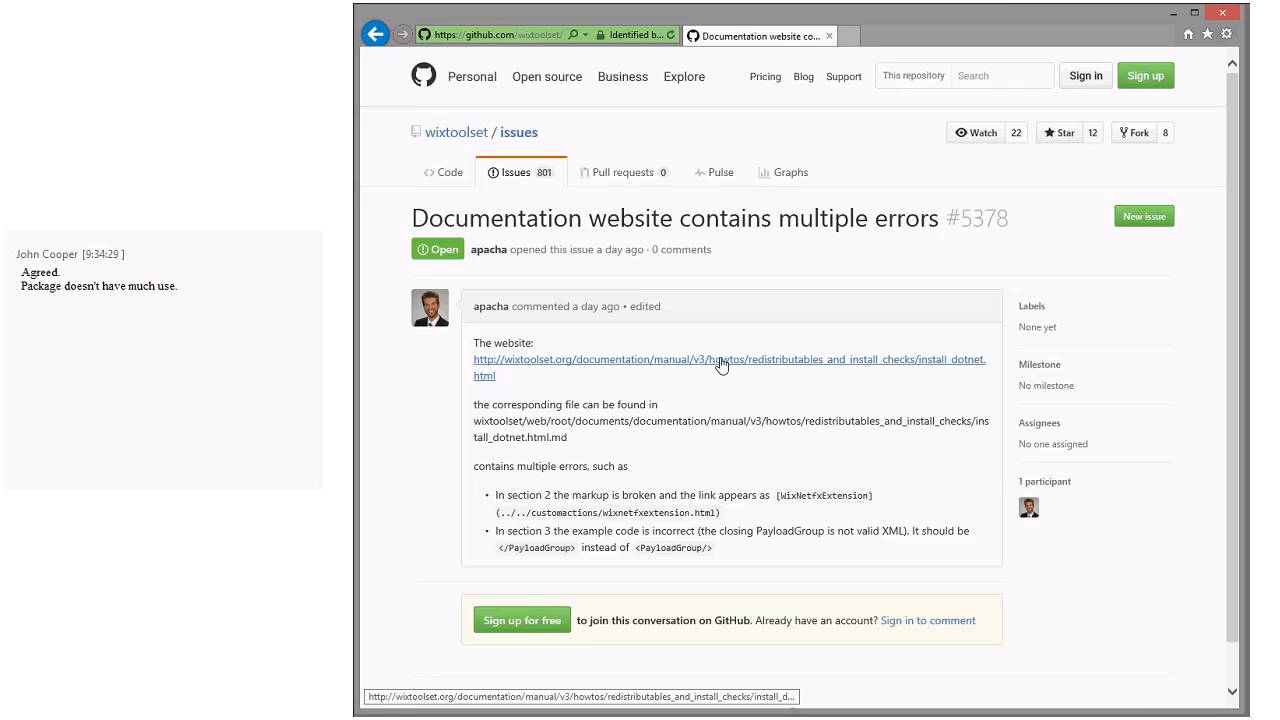 John Cooper [9:34:29 ]
Agreed.
Package doesn't have much use.
https://github.com/wixtoolset/
Identified b...
Documentation website co...
Personal Open source Business Explore
Pricing Blog Support
This repository Search
Sign in
Sign up
wixtoolset / issues
Watch 22
Star 12
Fork 8
Code
Issues 801
Pull requests 0
Pulse
Graphs
Documentation website contains multiple errors #5378
New issue
Open apacha opened this issue a day ago · 0 comments
apacha commented a day ago • edited
The website:
http://wixtoolset.org/documentation/manual/v3/howtos/redistributables_and_install_checks/install_dotnet.
html
the corresponding file can be found in
wixtoolset/web/root/documents/documentation/manual/v3/howtos/redistributables_and_install_checks/ins
tall_dotnet.html.md
contains multiple errors, such as
• In section 2 the markup is broken and the link appears as [WixNetfxExtension]
(../../customactions/wixnetfxextension.html)
• In section 3 the example code is incorrect (the closing PayloadGroup is not valid XML). It should be
</PayloadGroup> instead of <PayloadGroup/>
Labels
None yet
Milestone
No milestone
Assignees
No one assigned
1 participant
Sign up for free to join this conversation on GitHub. Already have an account? Sign in to comment
http://wixtoolset.org/documentation/manual/v3/howtos/redistributables_and_install_checks/install_d...